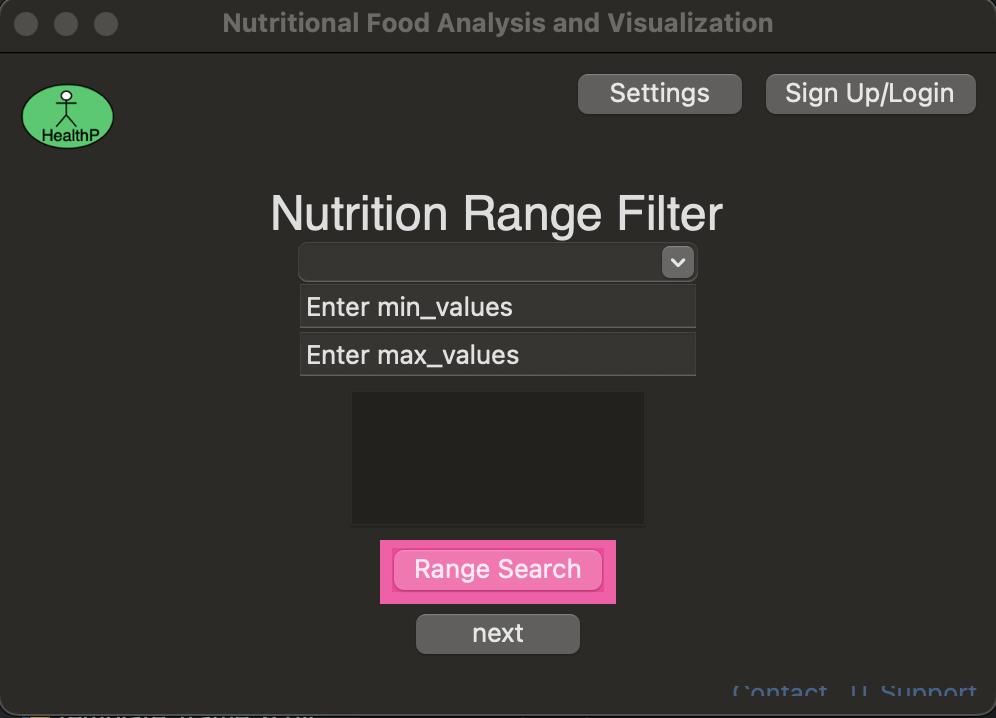 Nutritional Food Analysis and Visualization
Settings
Sign Up/Login
HealthP
Nutrition Range Filter
Enter min_values
Enter max_values
Range Search
next
Contact
Support